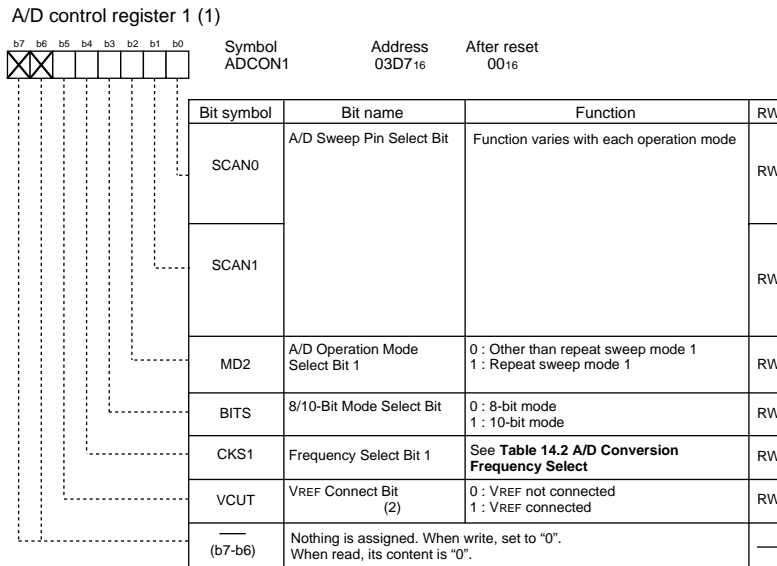 A/D control register 1 (1)
b7 b6 b5 b4 b3 b2 b1 b0
Symbol Address After reset
ADCON1 03D716 0016
Bit symbol Bit name Function RW
SCAN0 A/D Sweep Pin Select Bit Function varies with each operation mode RW
SCAN1 RW
MD2 A/D Operation Mode Select Bit 1 0 : Other than repeat sweep mode 1
1 : Repeat sweep mode 1 RW
BITS 8/10-Bit Mode Select Bit 0 : 8-bit mode
1 : 10-bit mode RW
CKS1 Frequency Select Bit 1 See Table 14.2 A/D Conversion
Frequency Select RW
VCUT VREF Connect Bit (2) 0 : VREF not connected
1 : VREF connected RW
(b7-b6) Nothing is assigned. When write, set to “0”.
When read, its content is “0”.